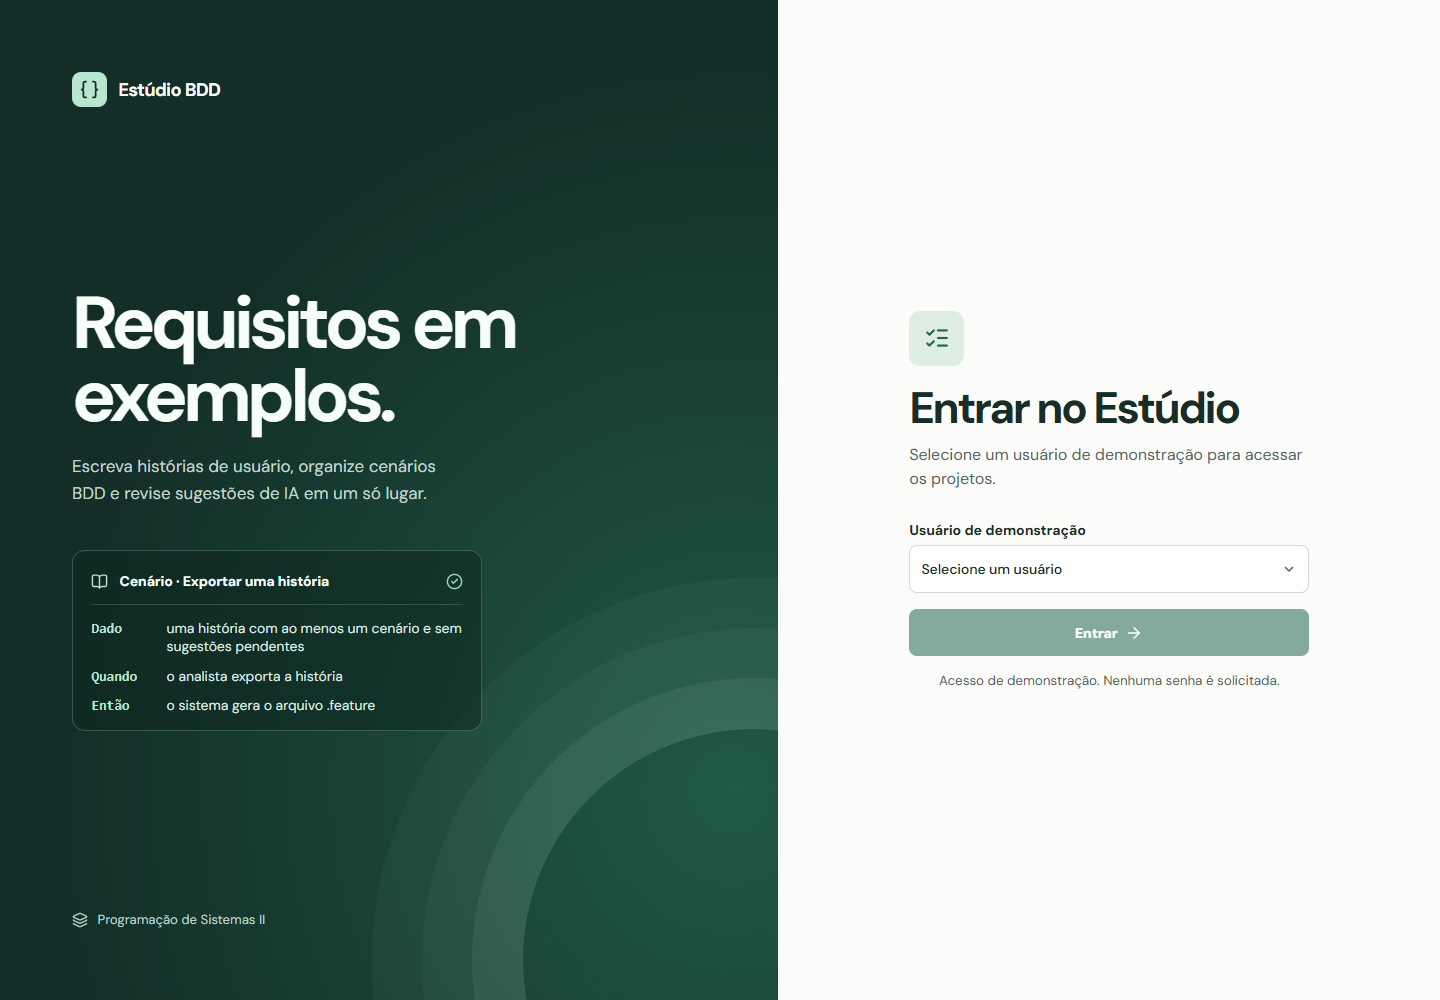 { } Estúdio BDD
Requisitos em
exemplos.
Escreva histórias de usuário, organize cenários
BDD e revise sugestões de IA em um só lugar.
Cenário · Exportar uma história
Dado uma história com ao menos um cenário e sem
sugestões pendentes
Quando o analista exporta a história
Então o sistema gera o arquivo .feature
Programação de Sistemas II
Entrar no Estúdio
Selecione um usuário de demonstração para acessar
os projetos.
Usuário de demonstração
Selecione um usuário
Entrar →
Acesso de demonstração. Nenhuma senha é solicitada.